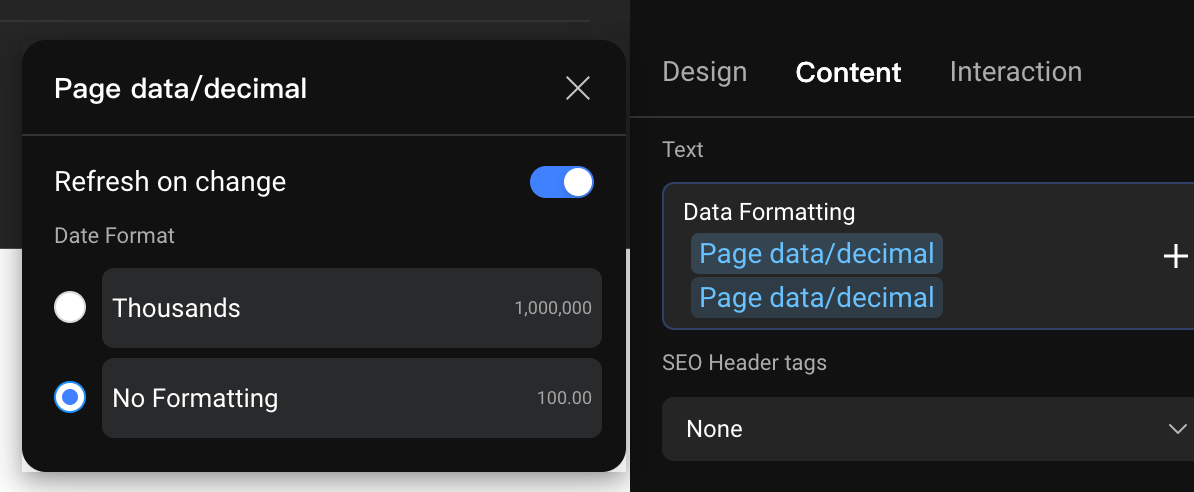 Page data/decimal
Refresh on change
Date Format
Thousands 1,000,000
No Formatting 100.00
Design Content Interaction
Text
Data Formatting
Page data/decimal
Page data/decimal
SEO Header tags
None